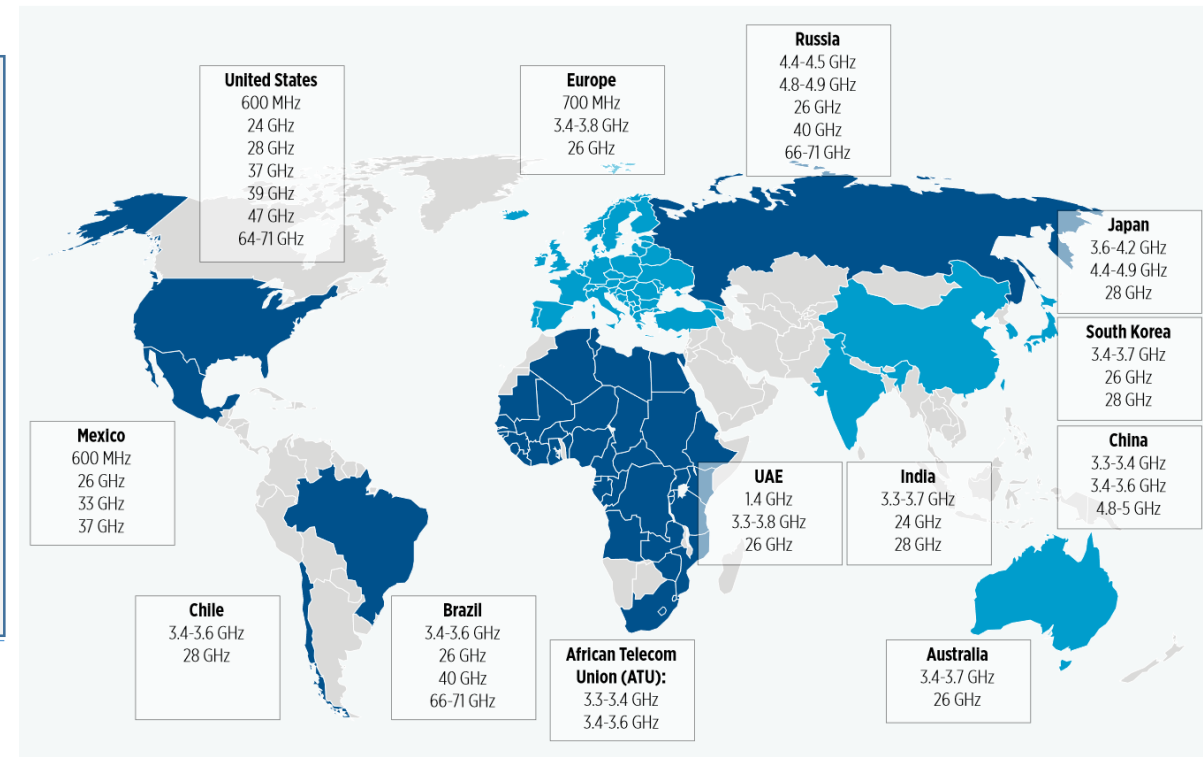 United States
600 MHz
24 GHz
28 GHz
37 GHz
39 GHz
47 GHz
64-71 GHz
Europe
700 MHz
3.4-3.8 GHz
26 GHz
Russia
4.4-4.5 GHz
4.8-4.9 GHz
26 GHz
40 GHz
66-71 GHz
Japan
3.6-4.2 GHz
4.4-4.9 GHz
28 GHz
South Korea
3.4-3.7 GHz
26 GHz
28 GHz
China
3.3-3.4 GHz
3.4-3.6 GHz
4.8-5 GHz
Mexico
600 MHz
26 GHz
33 GHz
37 GHz
UAE
1.4 GHz
3.3-3.8 GHz
26 GHz
India
3.3-3.7 GHz
24 GHz
28 GHz
Chile
3.4-3.6 GHz
28 GHz
Brazil
3.4-3.6 GHz
26 GHz
40 GHz
66-71 GHz
African Telecom
Union (ATU):
3.3-3.4 GHz
3.4-3.6 GHz
Australia
3.4-3.7 GHz
26 GHz